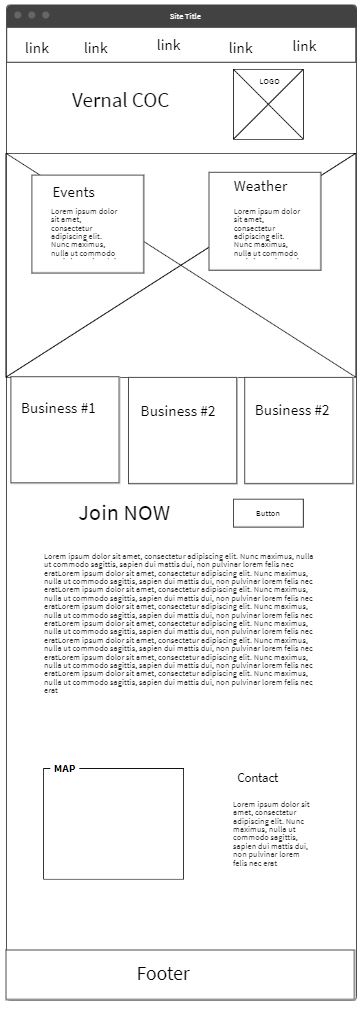 Site Title
link link link link link
Vernal COC
LOGO
Events
Lorem ipsum dolor
sit amet,
consectetur
adipiscing elit.
Nunc maximus,
nulla ut commodo
Weather
Lorem ipsum dolor
sit amet,
consectetur
adipiscing elit.
Nunc maximus,
nulla ut commodo
Business #1
Business #2
Business #2
Join NOW
Button
Lorem ipsum dolor sit amet, consectetur adipiscing elit. Nunc maximus, nulla
ut commodo sagittis, sapien dui mattis dui, non pulvinar lorem felis nec
eratLorem ipsum dolor sit amet, consectetur adipiscing elit. Nunc maximus,
nulla ut commodo sagittis, sapien dui mattis dui, non pulvinar lorem felis nec
eratLorem ipsum dolor sit amet, consectetur adipiscing elit. Nunc maximus,
nulla ut commodo sagittis, sapien dui mattis dui, non pulvinar lorem felis nec
eratLorem ipsum dolor sit amet, consectetur adipiscing elit. Nunc maximus,
nulla ut commodo sagittis, sapien dui mattis dui, non pulvinar lorem felis nec
eratLorem ipsum dolor sit amet, consectetur adipiscing elit. Nunc maximus,
nulla ut commodo sagittis, sapien dui mattis dui, non pulvinar lorem felis nec
eratLorem ipsum dolor sit amet, consectetur adipiscing elit. Nunc maximus,
nulla ut commodo sagittis, sapien dui mattis dui, non pulvinar lorem felis nec
eratLorem ipsum dolor sit amet, consectetur adipiscing elit. Nunc maximus,
nulla ut commodo sagittis, sapien dui mattis dui, non pulvinar lorem felis nec
eratLorem ipsum dolor sit amet, consectetur adipiscing elit. Nunc maximus,
nulla ut commodo sagittis, sapien dui mattis dui, non pulvinar lorem felis nec
erat
MAP
Contact
Lorem ipsum dolor sit
amet, consectetur
adipiscing elit. Nunc
maximus, nulla ut
commodo sagittis,
sapien dui mattis dui,
non pulvinar lorem
felis nec erat
Footer